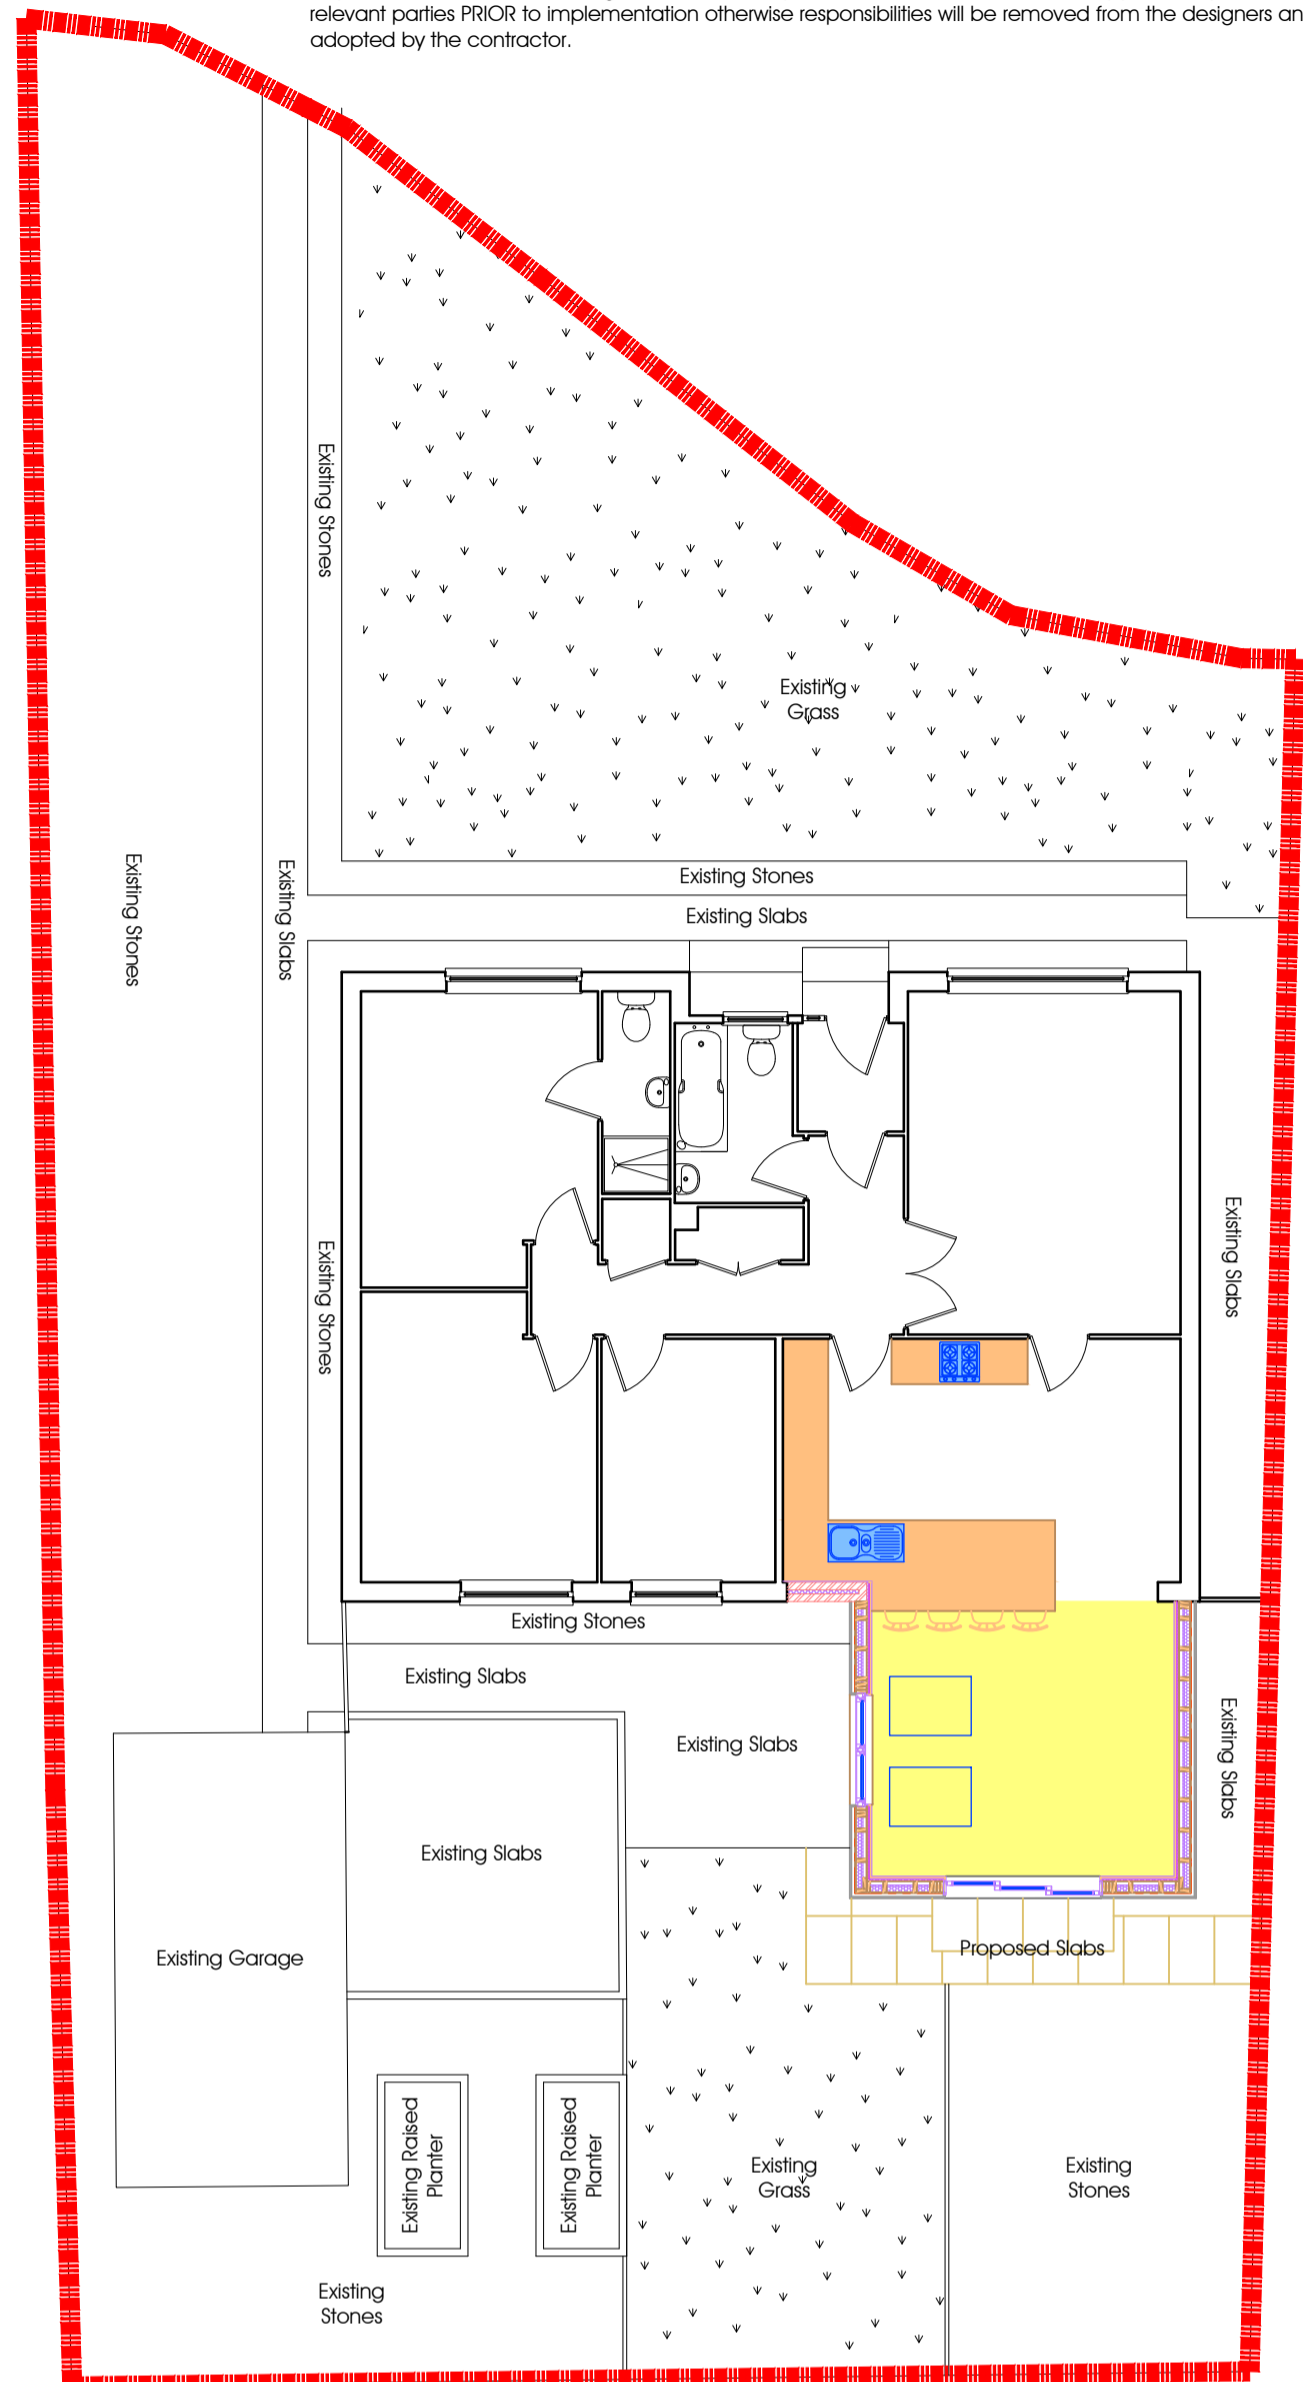 relevant parties PRIOR to implementation otherwise responsibilities will be removed from the designers an
adopted by the contractor.
Existing Stones
Existing
Grass
Existing Stones
Existing Slabs
Existing Stones
Existing Slabs
Existing Stones
Existing Slabs
Existing Stones
Existing Slabs
Existing Slabs
Existing Slabs
Existing Slabs
Existing Garage
Proposed Slabs
Existing Raised
Planter
Existing Raised
Planter
Existing
Grass
Existing
Stones
Existing
Stones